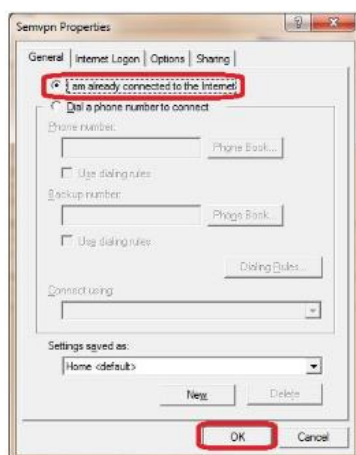 Semvpn Properties
General Internet Logon Options Sharing
I am already connected to the Internet
Dial a phone number to connect
Phone number:
Phone Book...
Use dialing rules
Backup number:
Phone Book...
Use dialing rules
Dialing Rules...
Connect using:
Settings saved as:
Home <default>
New Delete
OK Cancel